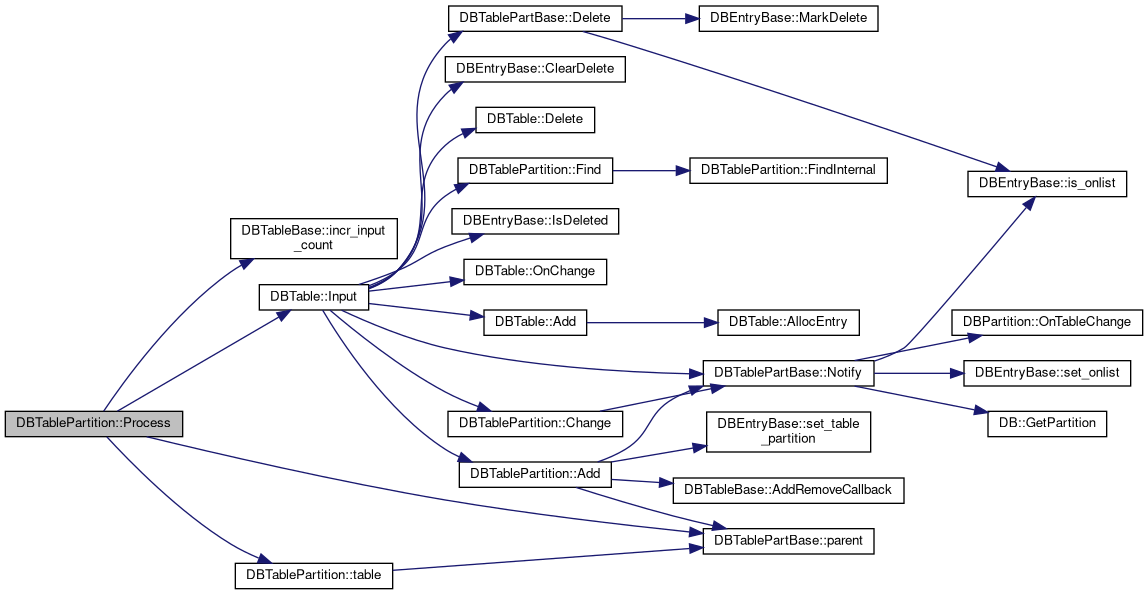 DBTablePartBase::Delete
DBEntryBase::MarkDelete
DBEntryBase::ClearDelete
DBTable::Delete
DBTablePartition::Find
DBTablePartition::FindInternal
DBEntryBase::is_onlist
DBEntryBase::IsDeleted
DBTableBase::incr_input
_count
DBTable::OnChange
DBTable::Input
DBTable::Add
DBTable::AllocEntry
DBPartition::OnTableChange
DBTablePartBase::Notify
DBEntryBase::set_onlist
DBTablePartition::Process
DBTablePartition::Change
DB::GetPartition
DBEntryBase::set_table
_partition
DBTablePartition::Add
DBTableBase::AddRemoveCallback
DBTablePartBase::parent
DBTablePartition::table